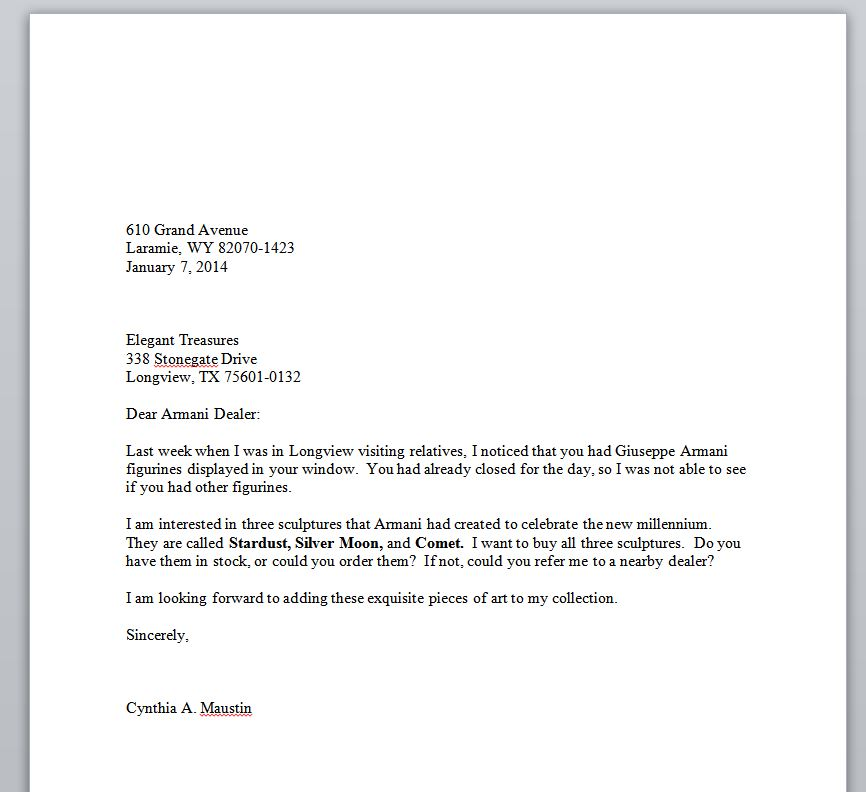 610 Grand Avenue
Laramie, WY 82070-1423
January 7, 2014
Elegant Treasures
338 Stonegate Drive
Longview, TX 75601-0132
Dear Armani Dealer:
Last week when I was in Longview visiting relatives, I noticed that you had Giuseppe Armani
figurines displayed in your window.  You had already closed for the day, so I was not able to see
if you had other figurines.
I am interested in three sculptures that Armani had created to celebrate the new millennium.
They are called Stardust, Silver Moon, and Comet.  I want to buy all three sculptures.  Do you
have them in stock, or could you order them?  If not, could you refer me to a nearby dealer?
I am looking forward to adding these exquisite pieces of art to my collection.
Sincerely,
Cynthia A. Maustin